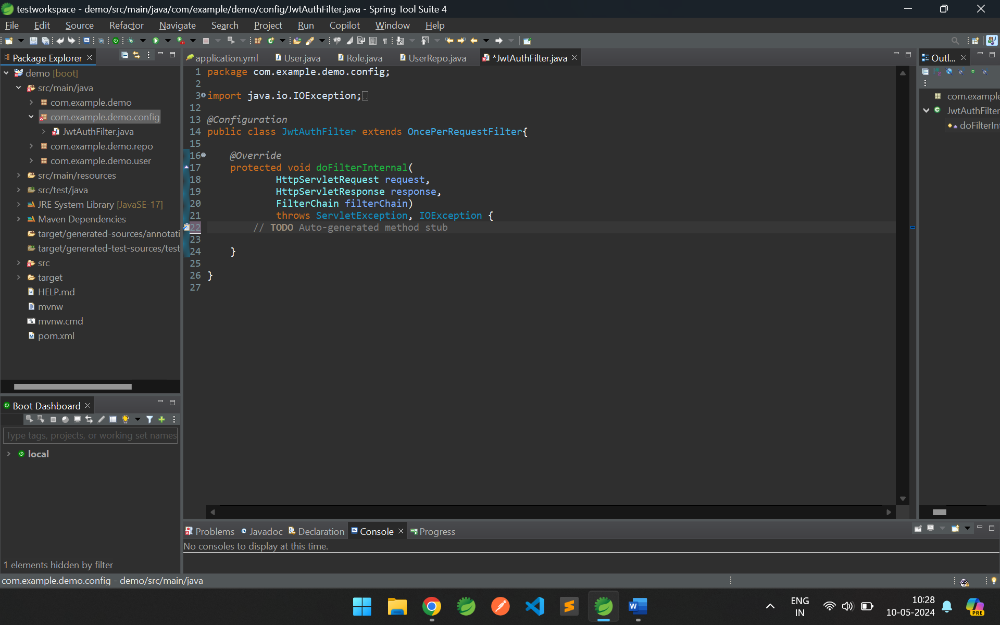 testworkspace - demo/src/main/java/com/example/demo/config/JwtAuthFilter.java - Spring Tool Suite 4
File Edit Source Refactor Navigate Search Project Run Copilot Window Help
Package Explorer
demo [boot]
src/main/java
com.example.demo
com.example.demo.config
JwtAuthFilter.java
com.example.demo.repo
com.example.demo.user
src/main/resources
src/test/java
JRE System Library [JavaSE-17]
Maven Dependencies
target/generated-sources/annotati
target/generated-test-sources/test
src
target
HELP.md
mvnw
mvnw.cmd
pom.xml
Boot Dashboard
Type tags, projects, or working set names
local
1 elements hidden by filter
application.yml User.java Role.java UserRepo.java *JwtAuthFilter.java
1 package com.example.demo.config;
2
3 import java.io.IOException;
12
13 @Configuration
14 public class JwtAuthFilter extends OncePerRequestFilter{
15
16 @Override
17 protected void doFilterInternal(
18 HttpServletRequest request,
19 HttpServletResponse response,
20 FilterChain filterChain)
21 throws ServletException, IOException {
22 // TODO Auto-generated method stub
23
24 }
25
26 }
27
Outl...
com.example
JwtAuthFilter
doFilterIn
Problems Javadoc Declaration Console Progress
No consoles to display at this time.
com.example.demo.config - demo/src/main/java
ENG
IN
10:28
10-05-2024
PRE